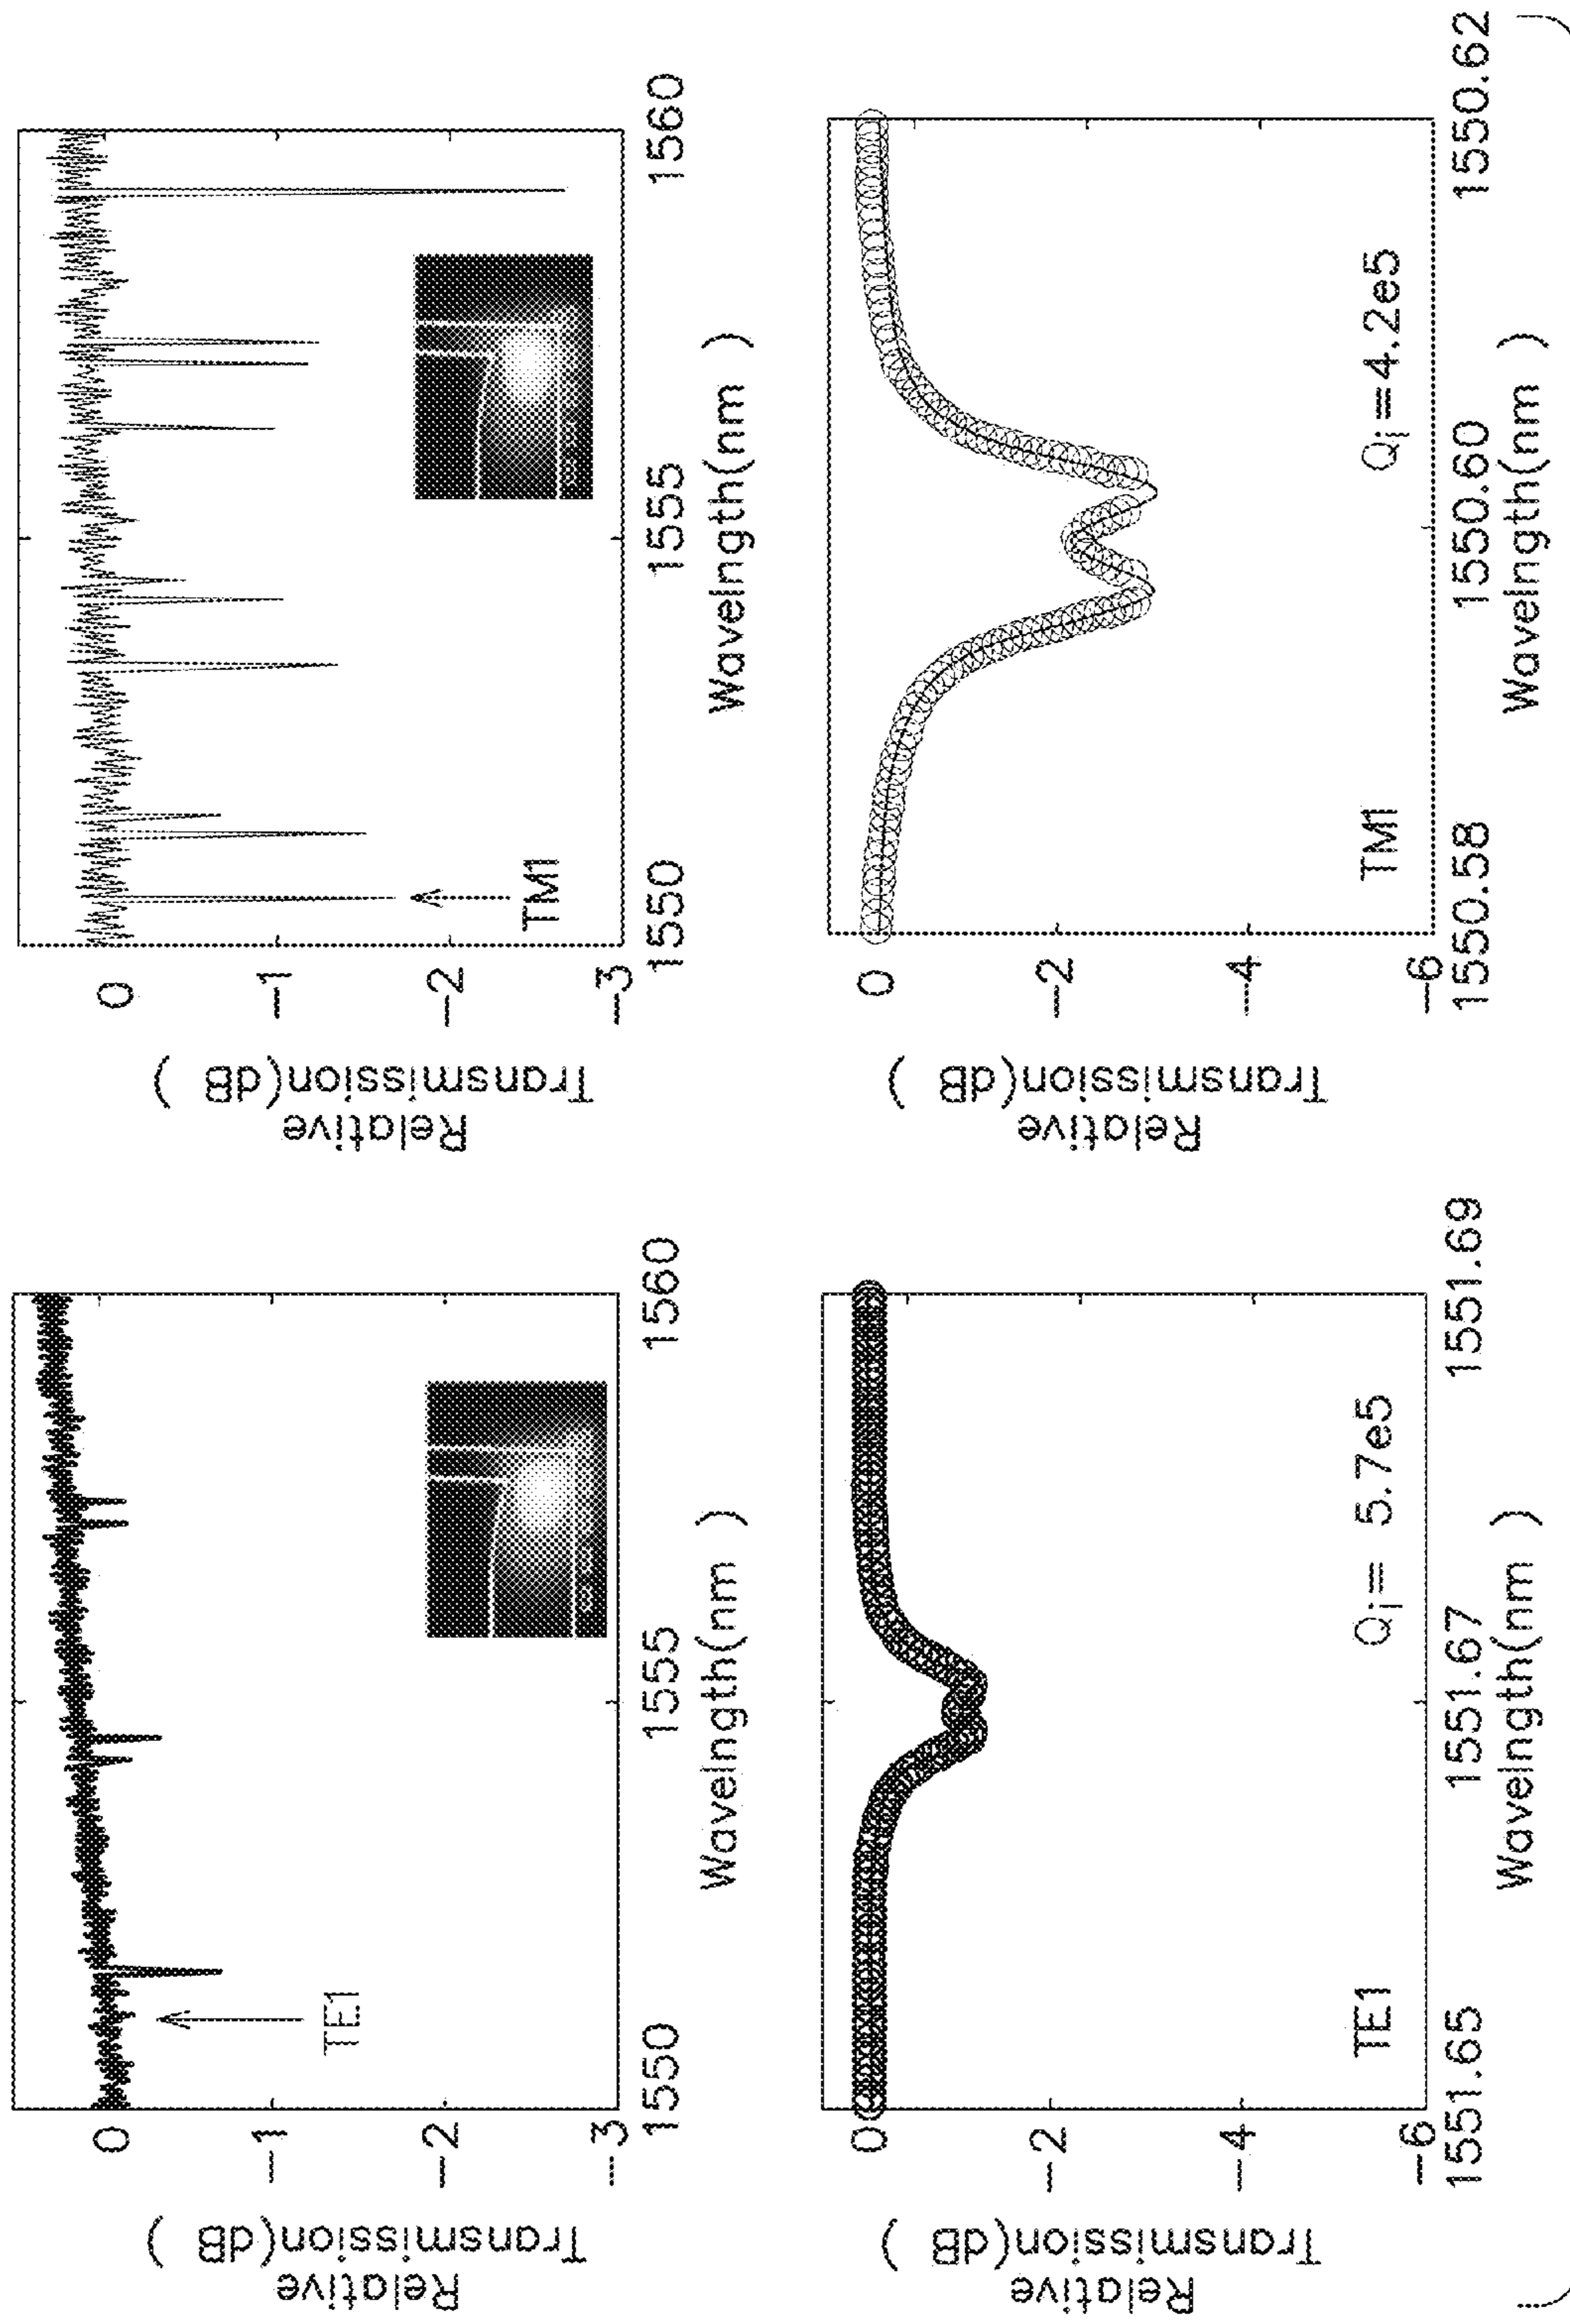 Relative
Transmission(dB )
0
−1
−2
−3
TE1
1550
1555
1560
Wavelngth(nm )
Relative
Transmission(dB )
0
−1
−2
−3
TM1
1550
1555
1560
Wavelngth(nm )
Relative
Transmission(dB )
0
−2
−4
−6
TE1
Qi= 5.7e5
1551.65
1551.67
1551.69
Wavelngth(nm )
Relative
Transmission(dB )
0
−2
−4
−6
TM1
Qi=4.2e5
1550.58
1550.60
1550.62
Wavelngth(nm )